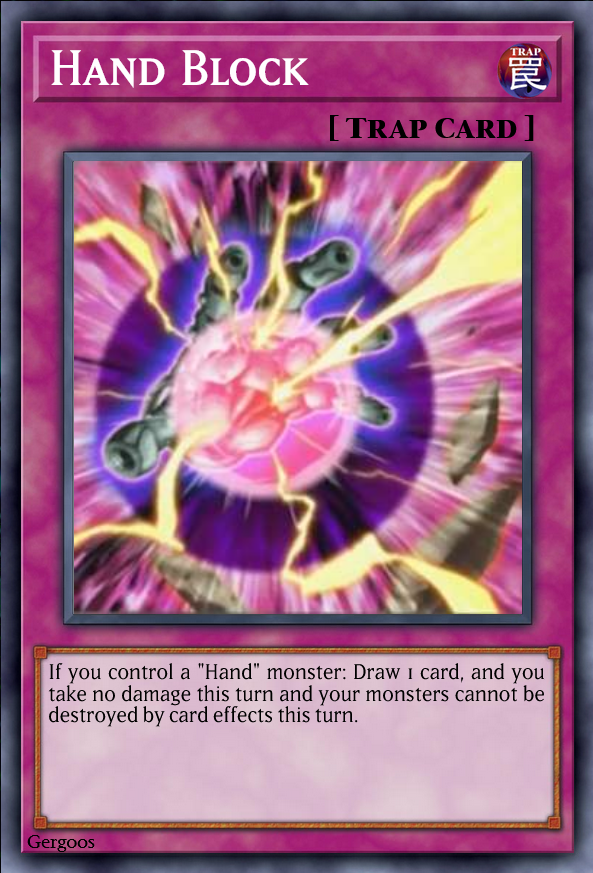 Hand Block
TRAP
罠
[ Trap Card ]
If you control a "Hand" monster: Draw 1 card, and you
take no damage this turn and your monsters cannot be
destroyed by card effects this turn.
Gergoos